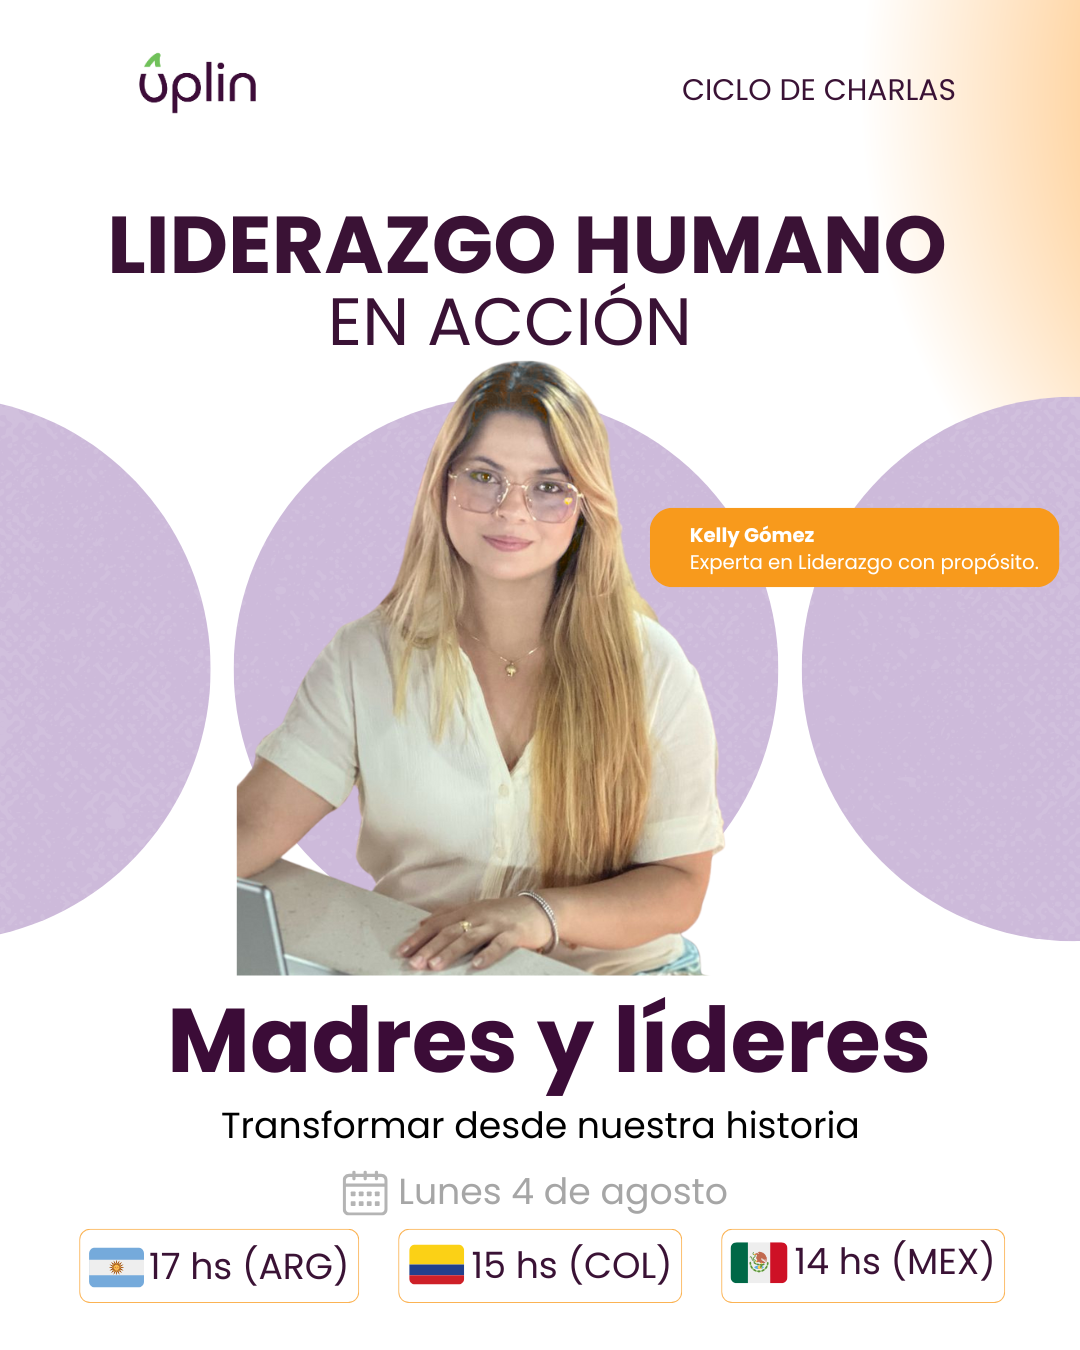 uplin
CICLO DE CHARLAS
LIDERAZGO HUMANO
EN ACCIÓN
Kelly Gómez
Experta en Liderazgo con propósito.
Madres y líderes
Transformar desde nuestra historia
Lunes 4 de agosto
17 hs (ARG)
15 hs (COL)
14 hs (MEX)